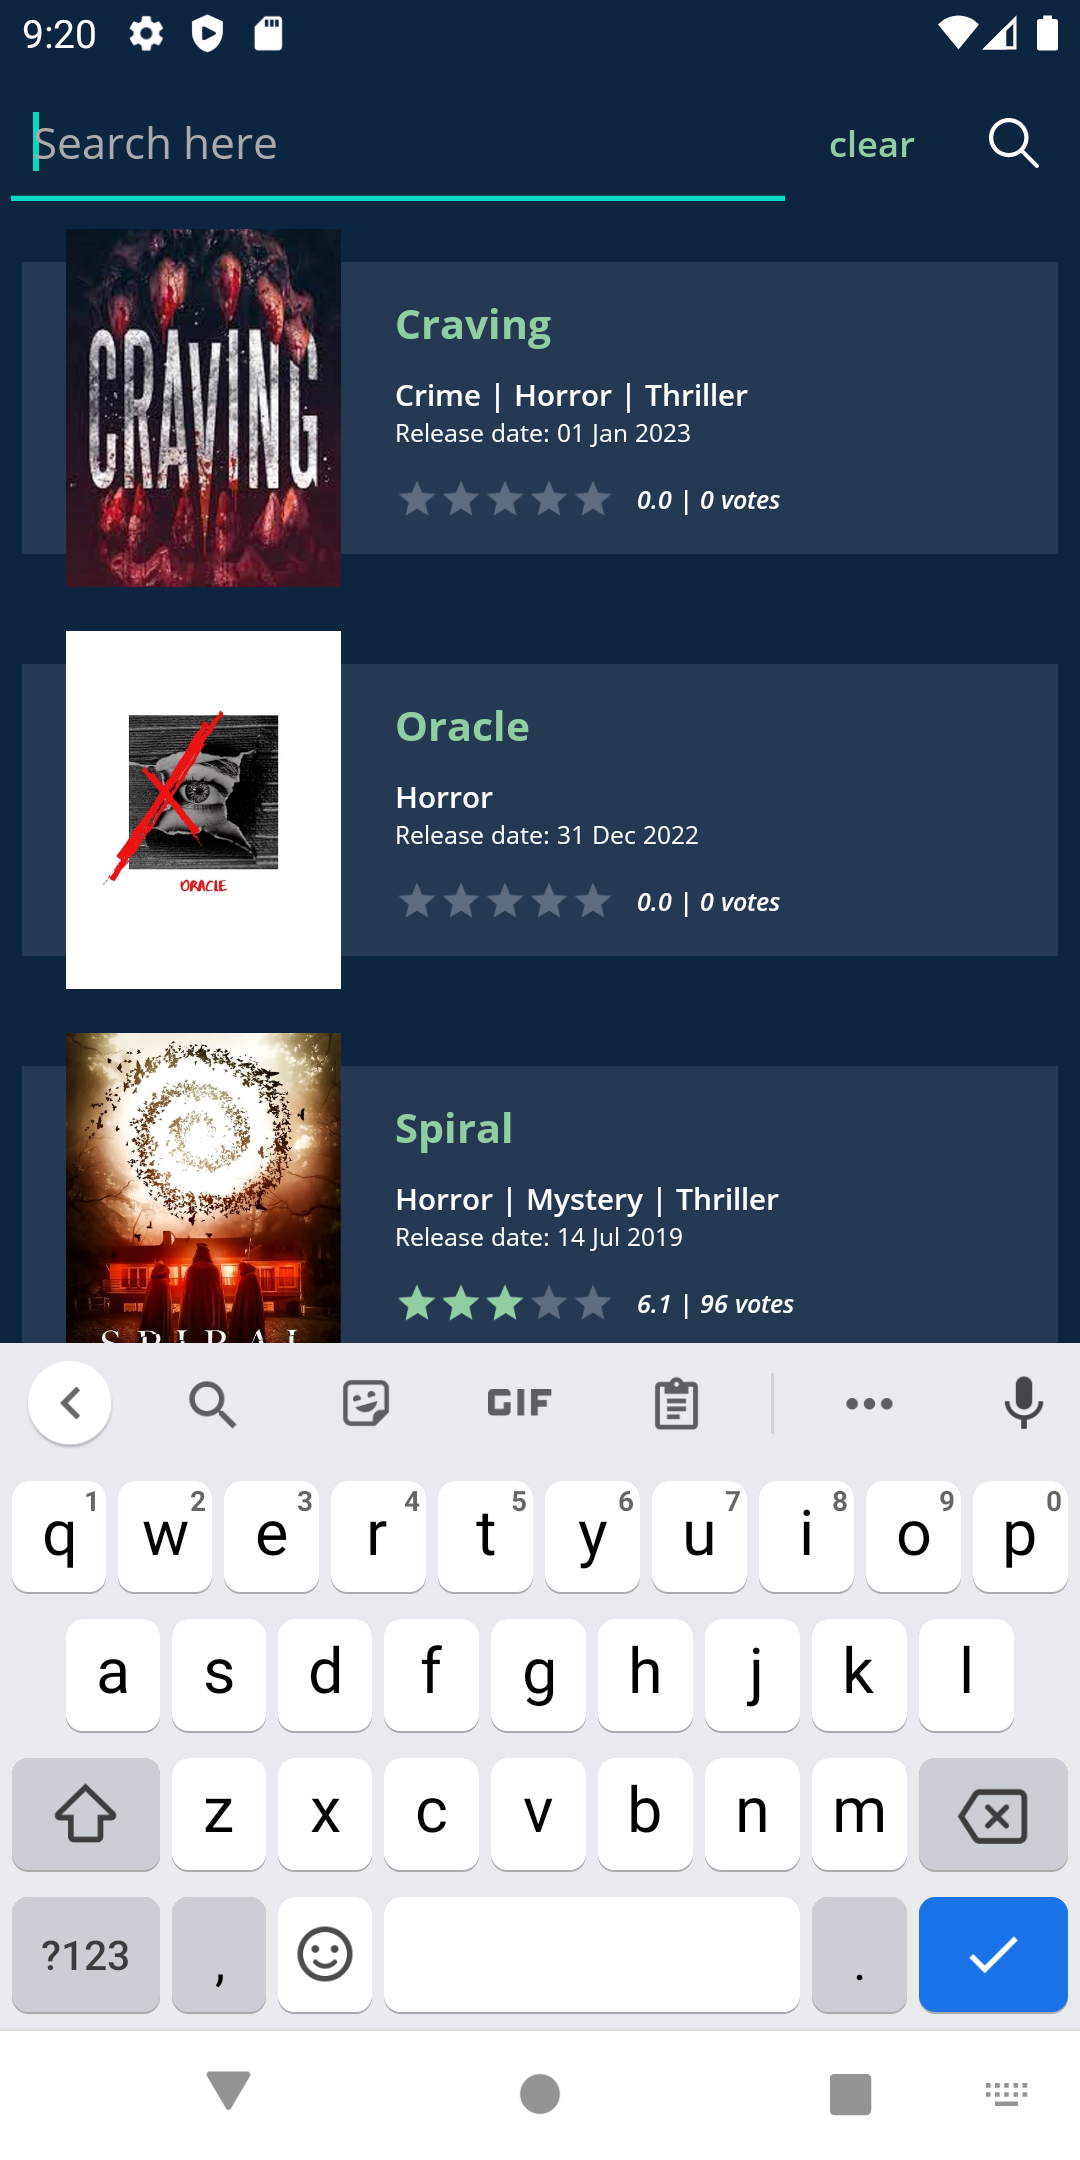 9:20
Search here
clear
CRAVING
Craving
Crime | Horror | Thriller
Release date: 01 Jan 2023
0.0 | 0 votes
ORACLE
Oracle
Horror
Release date: 31 Dec 2022
0.0 | 0 votes
SPIRAL
Spiral
Horror | Mystery | Thriller
Release date: 14 Jul 2019
6.1 | 96 votes
GIF
1 2 3 4 5 6 7 8 9 0
q w e r t y u i o p
a s d f g h j k l
z x c v b n m
?123 , .